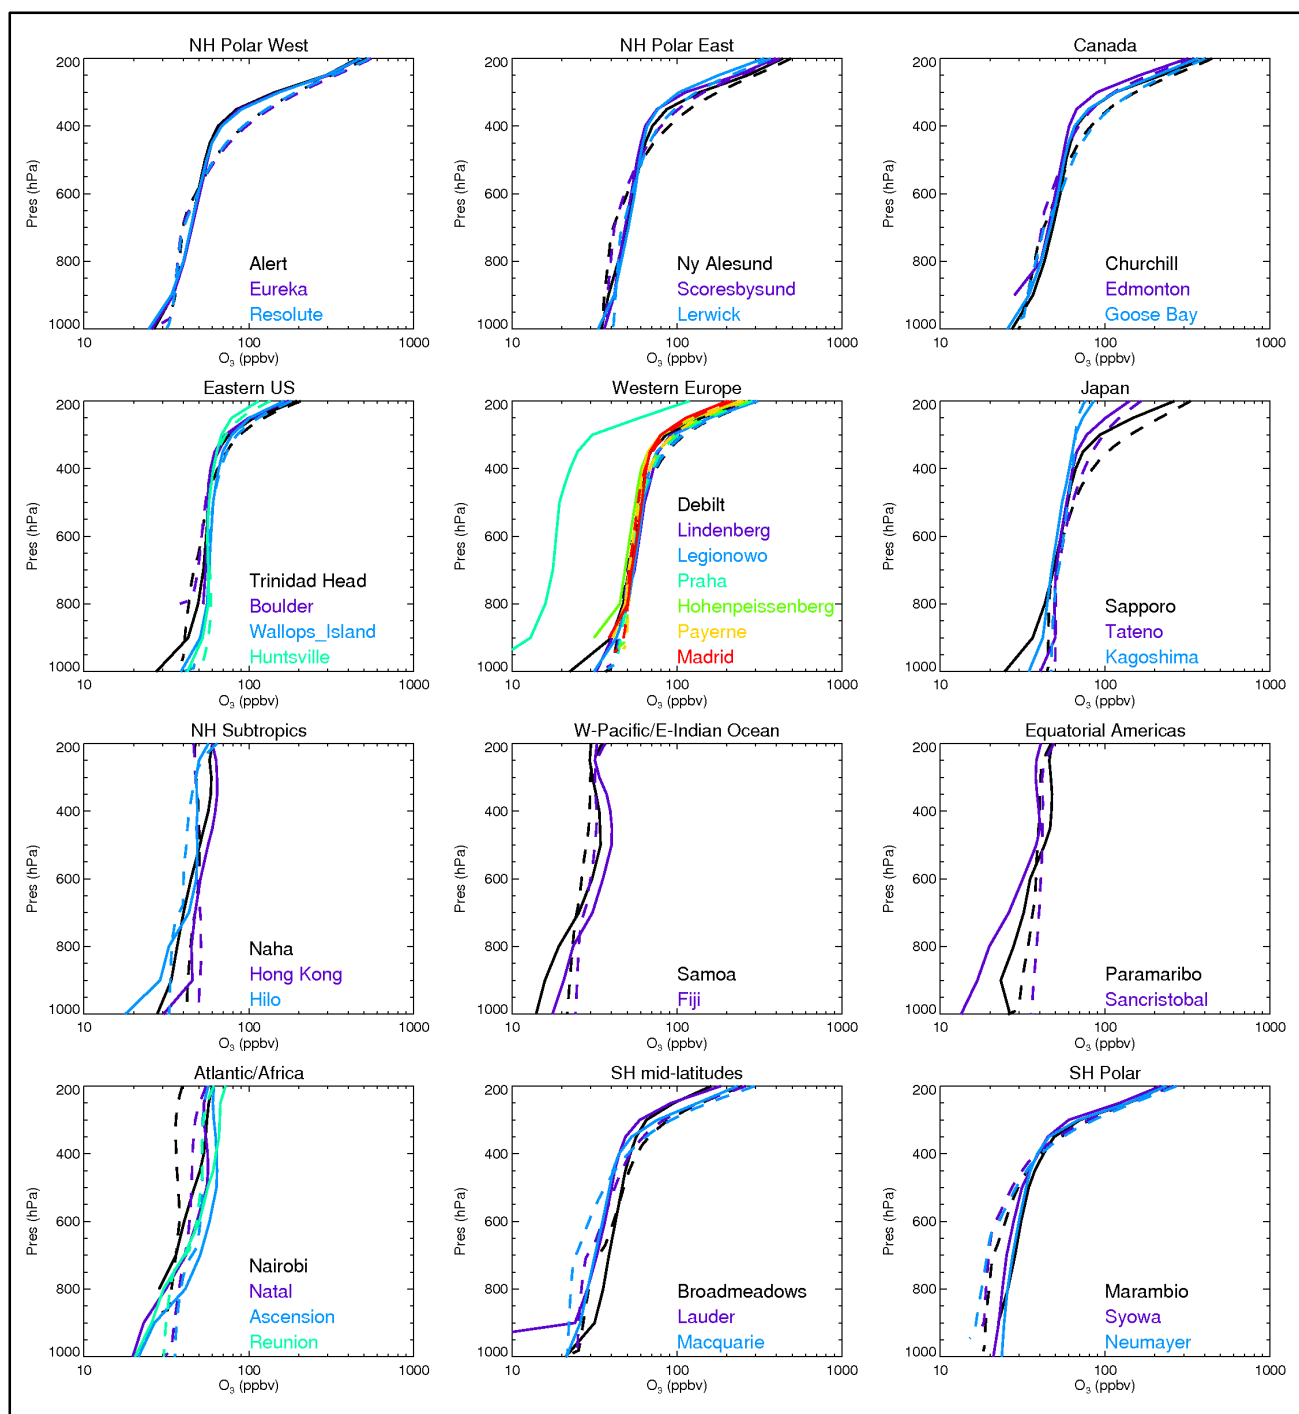 NH Polar West
200
400
600
800
1000
Pres (hPa)
Alert
Eureka
Resolute
10
100
1000
O₃ (ppbv)
NH Polar East
200
400
600
800
1000
Pres (hPa)
Ny Alesund
Scoresbysund
Lerwick
10
100
1000
O₃ (ppbv)
Canada
200
400
600
800
1000
Pres (hPa)
Churchill
Edmonton
Goose Bay
10
100
1000
O₃ (ppbv)
Eastern US
200
400
600
800
1000
Pres (hPa)
Trinidad Head
Boulder
Wallops_Island
Huntsville
10
100
1000
O₃ (ppbv)
Western Europe
200
400
600
800
1000
Pres (hPa)
Debilt
Lindenberg
Legionowo
Praha
Hohenpeissenberg
Payerne
Madrid
10
100
1000
O₃ (ppbv)
Japan
200
400
600
800
1000
Pres (hPa)
Sapporo
Tateno
Kagoshima
10
100
1000
O₃ (ppbv)
NH Subtropics
200
400
600
800
1000
Pres (hPa)
Naha
Hong Kong
Hilo
10
100
1000
O₃ (ppbv)
W-Pacific/E-Indian Ocean
200
400
600
800
1000
Pres (hPa)
Samoa
Fiji
10
100
1000
O₃ (ppbv)
Equatorial Americas
200
400
600
800
1000
Pres (hPa)
Paramaribo
Sancristobal
10
100
1000
O₃ (ppbv)
Atlantic/Africa
200
400
600
800
1000
Pres (hPa)
Nairobi
Natal
Ascension
Reunion
10
100
1000
O₃ (ppbv)
SH mid-latitudes
200
400
600
800
1000
Pres (hPa)
Broadmeadows
Lauder
Macquarie
10
100
1000
O₃ (ppbv)
SH Polar
200
400
600
800
1000
Pres (hPa)
Marambio
Syowa
Neumayer
10
100
1000
O₃ (ppbv)